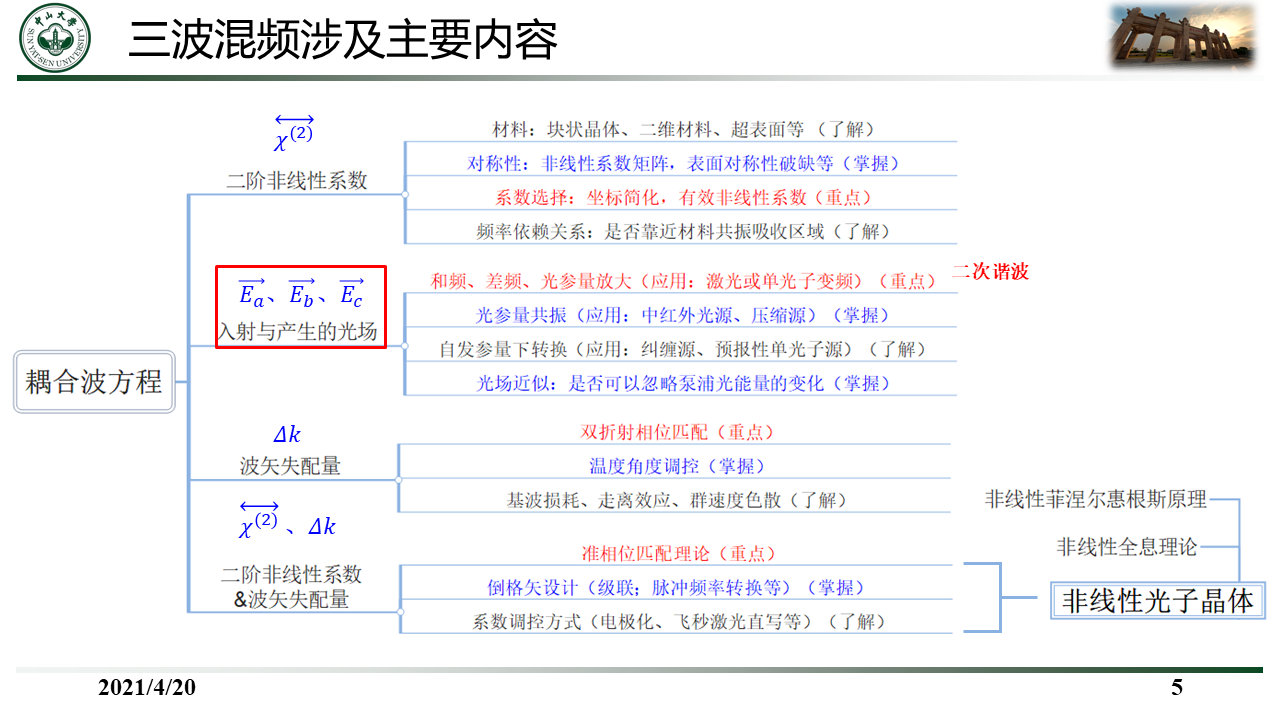 中山大学
SUN YAT-SEN UNIVERSITY
三波混频涉及主要内容
χ⁽²⁾
二阶非线性系数
材料：块状晶体、二维材料、超表面等（了解）
对称性：非线性系数矩阵，表面对称性破缺等（掌握）
系数选择：坐标简化，有效非线性系数（重点）
频率依赖关系：是否靠近材料共振吸收区域（了解）
E_a、E_b、E_c
入射与产生的光场
和频、差频、光参量放大（应用：激光或单光子变频）（重点）
二次谐波
光参量共振（应用：中红外光源、压缩源）（掌握）
自发参量下转换（应用：纠缠源、预报性单光子源）（了解）
光场近似：是否可以忽略泵浦光能量的变化（掌握）
耦合波方程
Δk
波矢失配量
双折射相位匹配（重点）
温度角度调控（掌握）
基波损耗、走离效应、群速度色散（了解）
χ⁽²⁾、Δk
二阶非线性系数
&波矢失配量
准相位匹配理论（重点）
倒格矢设计（级联；脉冲频率转换等）（掌握）
系数调控方式（电极化、飞秒激光直写等）（了解）
非线性菲涅尔惠根斯原理
非线性全息理论
非线性光子晶体
2021/4/20
5